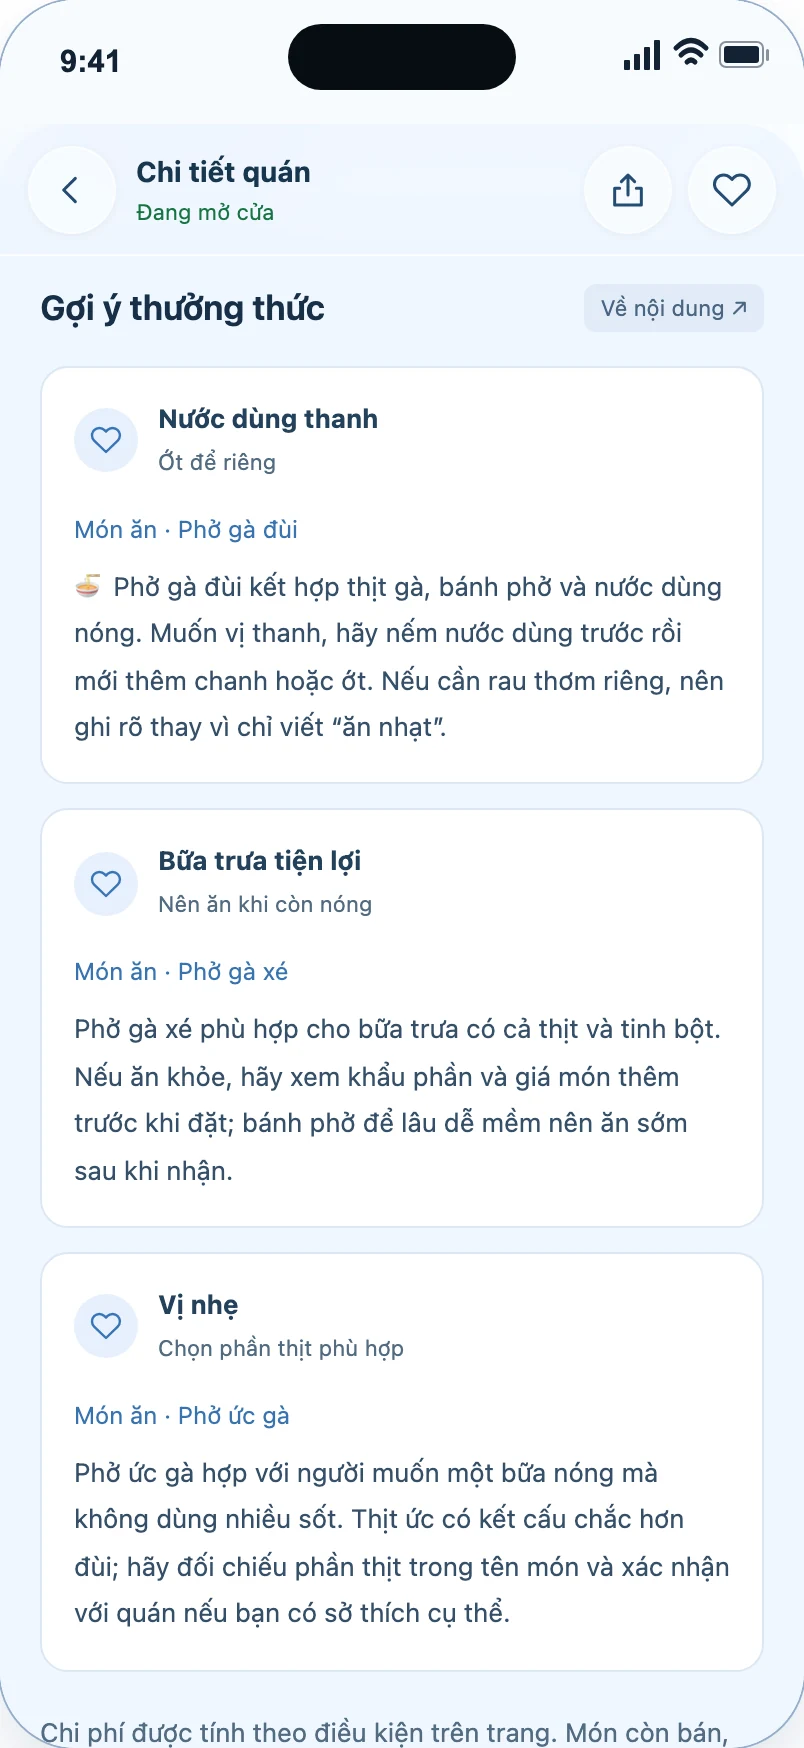 9:41
Chi tiết quán
Đang mở cửa
Gợi ý thưởng thức
Về nội dung ↗
Nước dùng thanh
Ớt để riêng
Món ăn · Phở gà đùi
🍜 Phở gà đùi kết hợp thịt gà, bánh phở và nước dùng
nóng. Muốn vị thanh, hãy nếm nước dùng trước rồi
mới thêm chanh hoặc ớt. Nếu cần rau thơm riêng, nên
ghi rõ thay vì chỉ viết “ăn nhạt”.
Bữa trưa tiện lợi
Nên ăn khi còn nóng
Món ăn · Phở gà xé
Phở gà xé phù hợp cho bữa trưa có cả thịt và tinh bột.
Nếu ăn khỏe, hãy xem khẩu phần và giá món thêm
trước khi đặt; bánh phở để lâu dễ mềm nên ăn sớm
sau khi nhận.
Vị nhẹ
Chọn phần thịt phù hợp
Món ăn · Phở ức gà
Phở ức gà hợp với người muốn một bữa nóng mà
không dùng nhiều sốt. Thịt ức có kết cấu chắc hơn
đùi; hãy đối chiếu phần thịt trong tên món và xác nhận
với quán nếu bạn có sở thích cụ thể.
Chi phí được tính theo điều kiện trên trang. Món còn bán,